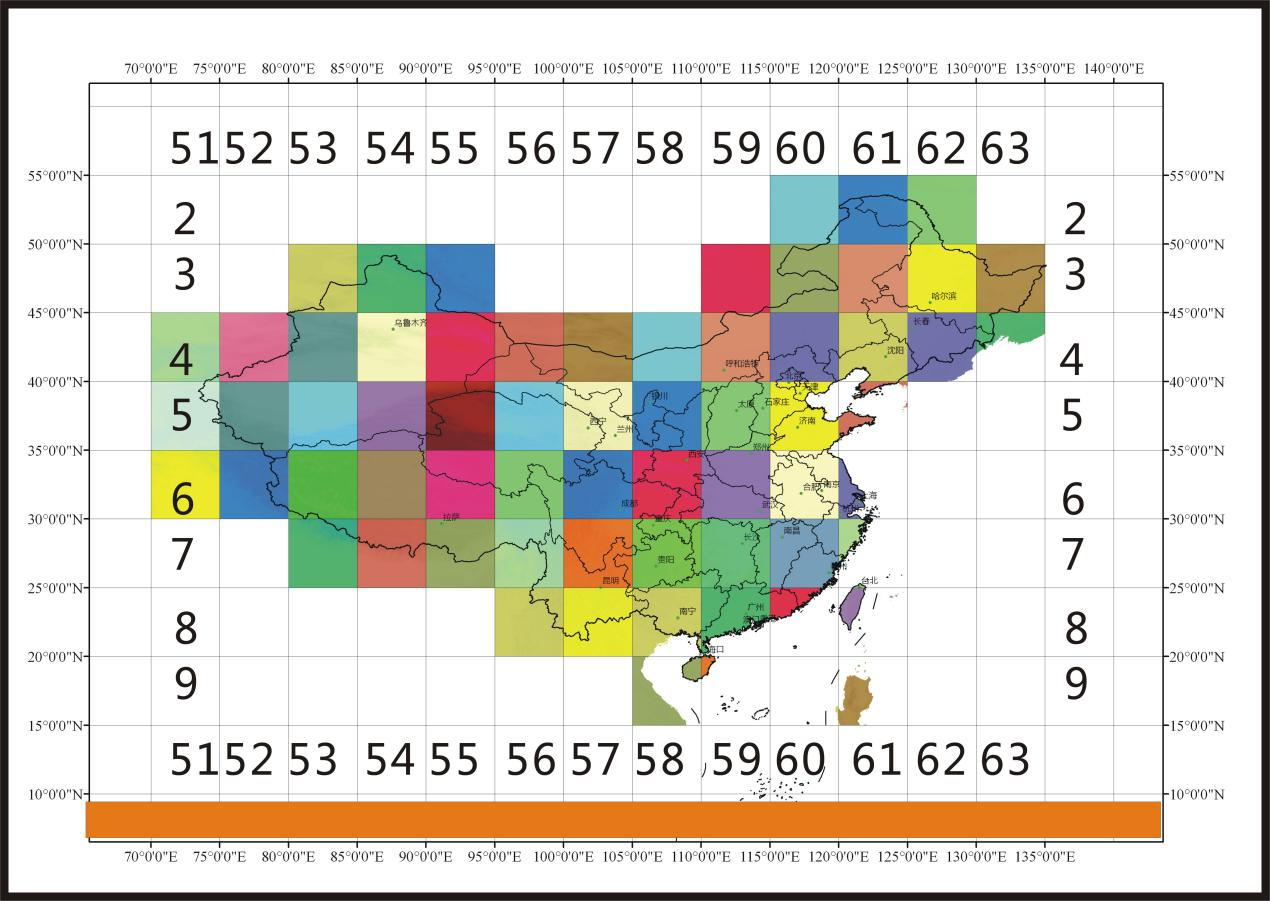 70°0'0"E 75°0'0"E 80°0'0"E 85°0'0"E 90°0'0"E 95°0'0"E 100°0'0"E 105°0'0"E 110°0'0"E 115°0'0"E 120°0'0"E 125°0'0"E 130°0'0"E 135°0'0"E 140°0'0"E
51 52 53 54 55 56 57 58 59 60 61 62 63
55°0'0"N 55°0'0"N
2 2
50°0'0"N 50°0'0"N
3 3
哈尔滨
45°0'0"N 45°0'0"N
乌鲁木齐 长春
沈阳
4 4
呼和浩特
40°0'0"N 北京 40°0'0"N
天津
银川 太原 石家庄
5 5
西宁 济南
兰州
35°0'0"N 郑州 35°0'0"N
西安
合肥 南京
6 上海 6
成都 武汉
30°0'0"N 拉萨 重庆 30°0'0"N
南昌
长沙
7 7
贵阳
25°0'0"N 昆明 台北 25°0'0"N
南宁 广州
8 8
海口
20°0'0"N 20°0'0"N
9 9
15°0'0"N 15°0'0"N
51 52 53 54 55 56 57 58 59 60 61 62 63
10°0'0"N 10°0'0"N
70°0'0"E 75°0'0"E 80°0'0"E 85°0'0"E 90°0'0"E 95°0'0"E 100°0'0"E 105°0'0"E 110°0'0"E 115°0'0"E 120°0'0"E 125°0'0"E 130°0'0"E 135°0'0"E